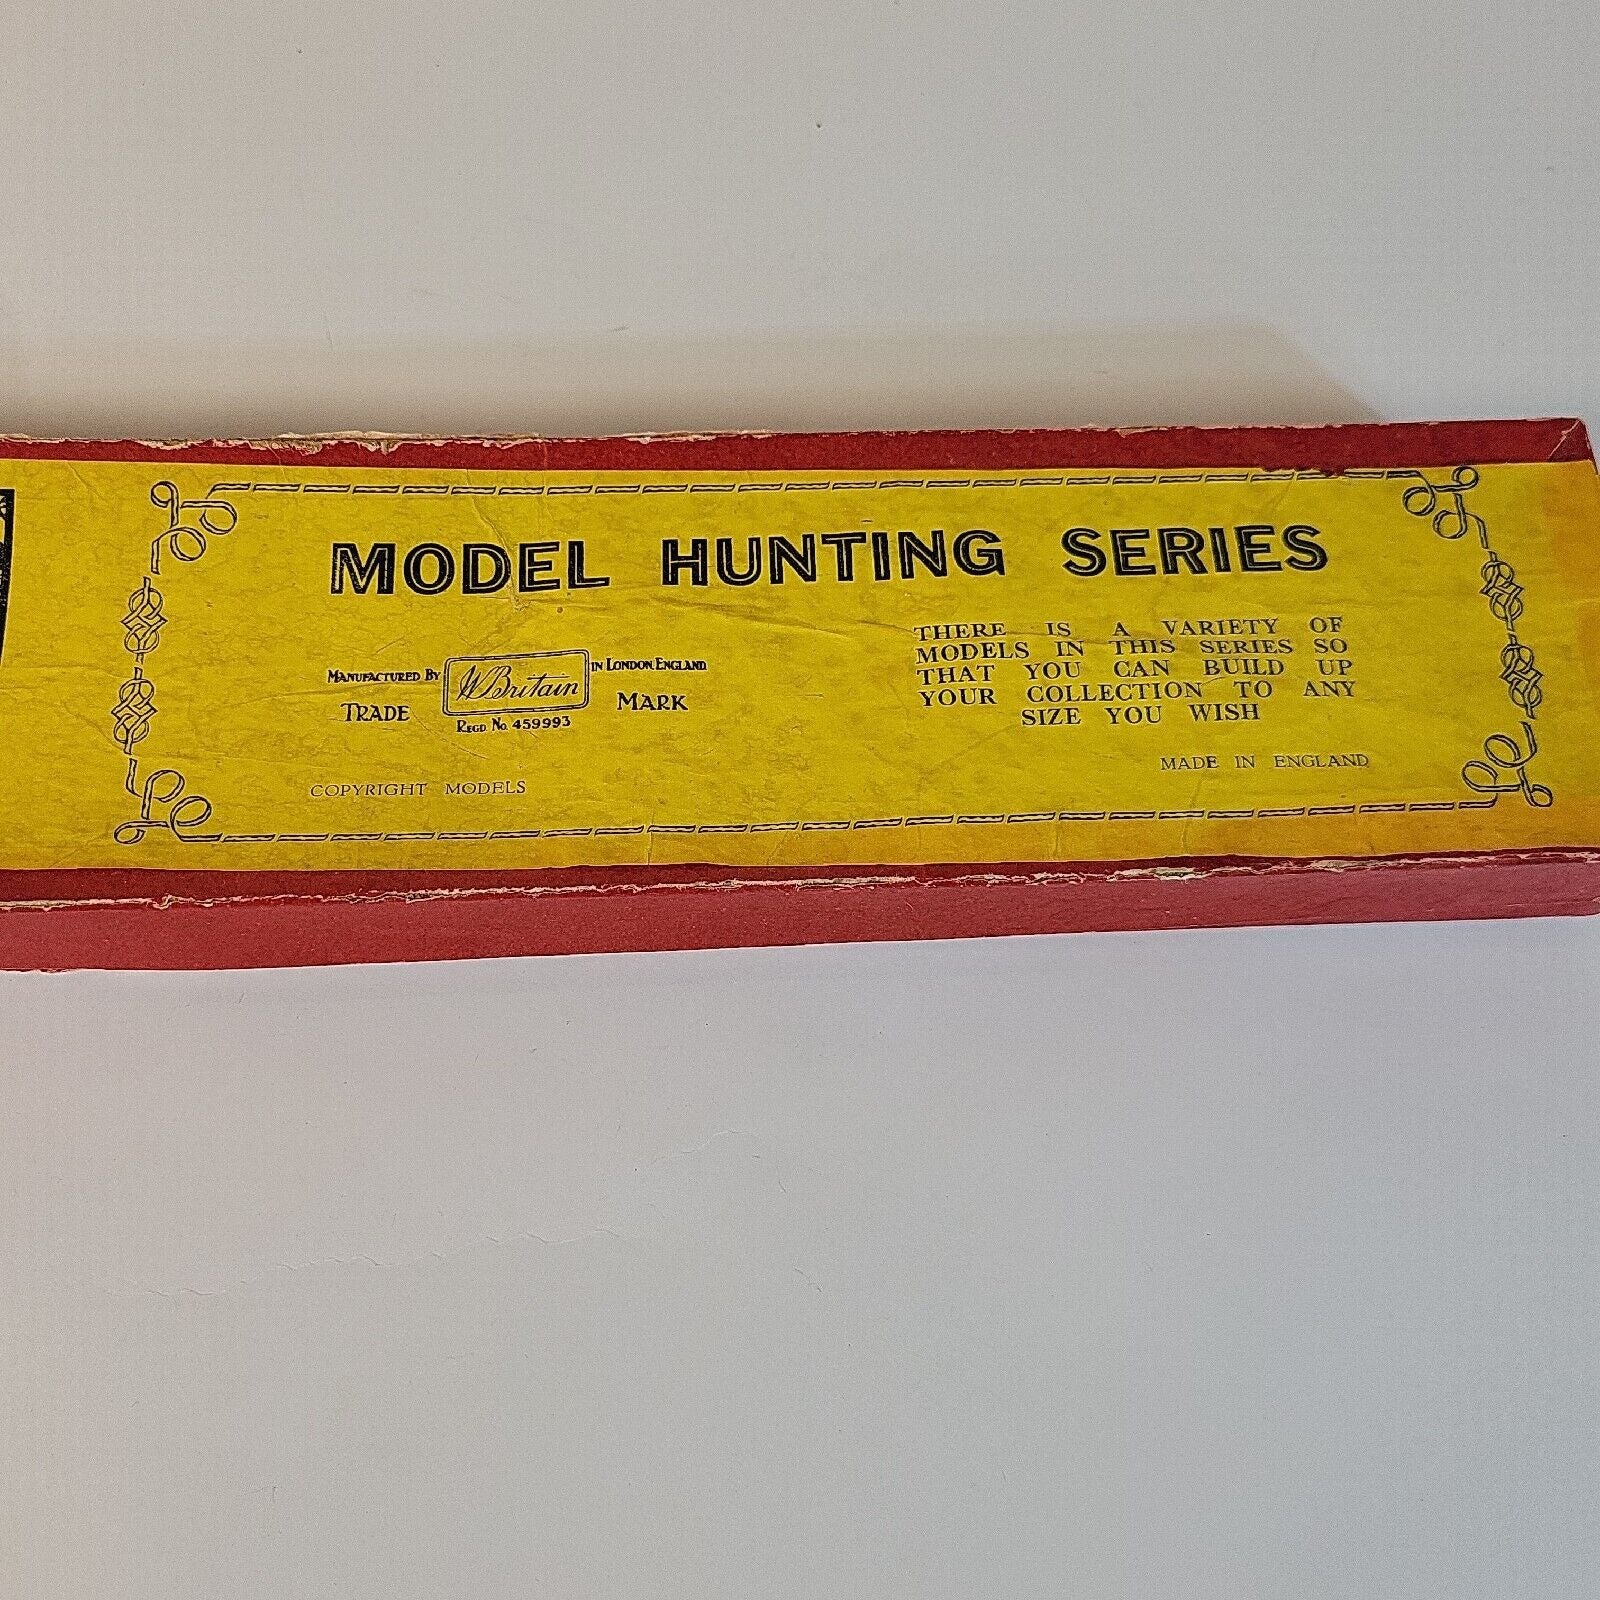 MODEL HUNTING SERIES
MANUFACTURED BY W Britain IN LONDON, ENGLAND
TRADE MARK
REGD. No. 459993
COPYRIGHT MODELS
THERE IS A VARIETY OF
MODELS IN THIS SERIES SO
THAT YOU CAN BUILD UP
YOUR COLLECTION TO ANY
SIZE YOU WISH
MADE IN ENGLAND